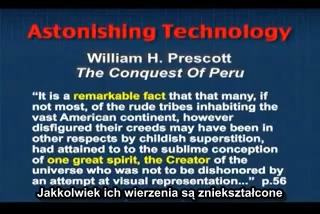 Astonishing Technology
William H. Prescott
The Conquest Of Peru
“It is a remarkable fact that that many, if
not most, of the rude tribes inhabiting the
vast American continent, however
disfigured their creeds may have been in
other respects by childish superstition,
had attained to to the sublime conception
of one great spirit, the Creator of the
universe who was not to be dishonored by
an attempt at visual representation...” p.56
Jakkolwiek ich wierzenia są zniekształcone